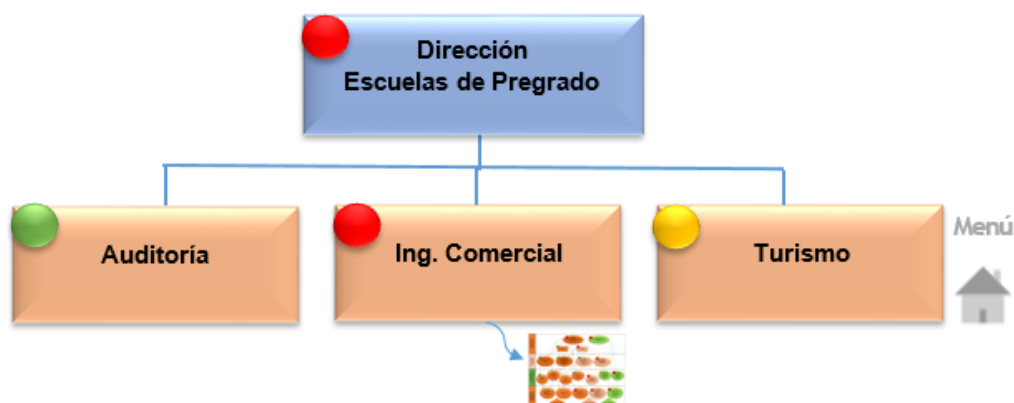 Dirección
Escuelas de Pregrado
Auditoría
Ing. Comercial
Turismo
Menú